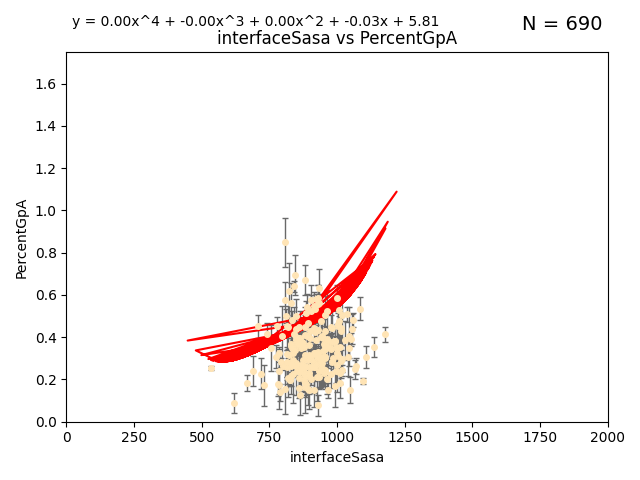 y = 0.00x^4 + -0.00x^3 + 0.00x^2 + -0.03x + 5.81
N = 690
interfaceSasa vs PercentGpA
PercentGpA
1.6
1.4
1.2
1.0
0.8
0.6
0.4
0.2
0.0
0 250 500 750 1000 1250 1500 1750 2000
interfaceSasa